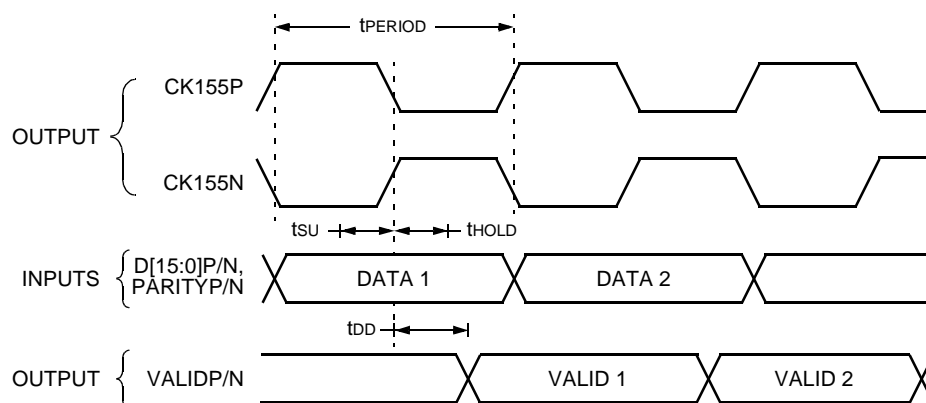 tPERIOD
CK155P
OUTPUT
CK155N
tSU
tHOLD
INPUTS
D[15:0]P/N,
PARITYP/N
DATA 1
DATA 2
tDD
OUTPUT
VALIDP/N
VALID 1
VALID 2